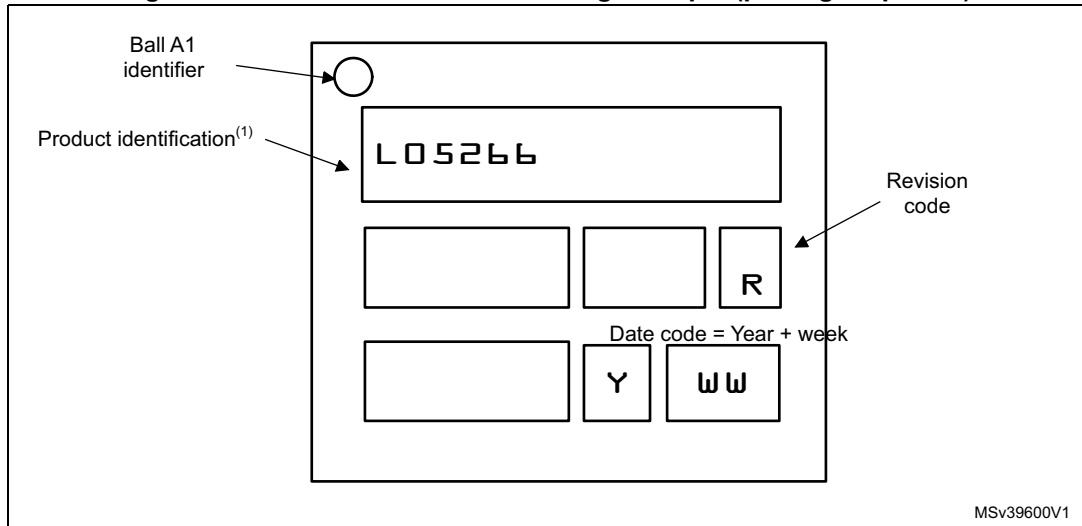 Ball A1
identifier
Product identification(1)
L05266
Revision
code
R
Date code = Year + week
Y WW
MSv39600V1